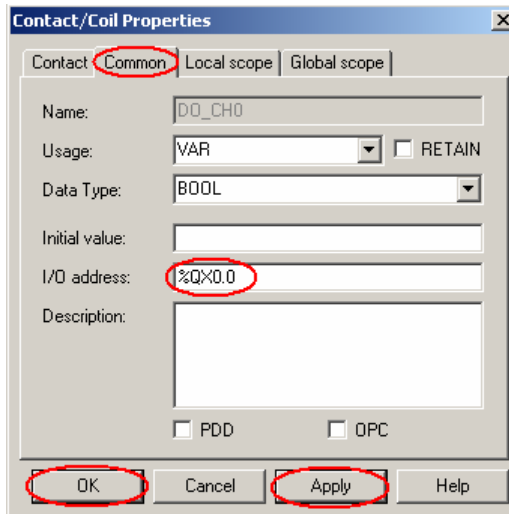 Contact/Coil Properties
Contact Common Local scope Global scope
Name: DO_CH0
Usage: VAR RETAIN
Data Type: BOOL
Initial value:
I/O address: %QX0.0
Description:
PDD OPC
OK Cancel Apply Help